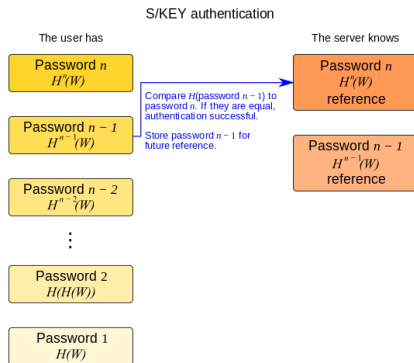 S/KEY authentication
The user has
The server knows
Password n
Hⁿ(W)
Password n − 1
Hⁿ⁻¹(W)
Password n − 2
Hⁿ⁻²(W)
⋮
Password 2
H(H(W))
Password 1
H(W)
Compare H(password n − 1) to
password n. If they are equal,
authentication successful.
Store password n − 1 for
future reference.
Password n
Hⁿ(W)
reference
Password n − 1
Hⁿ⁻¹(W)
reference